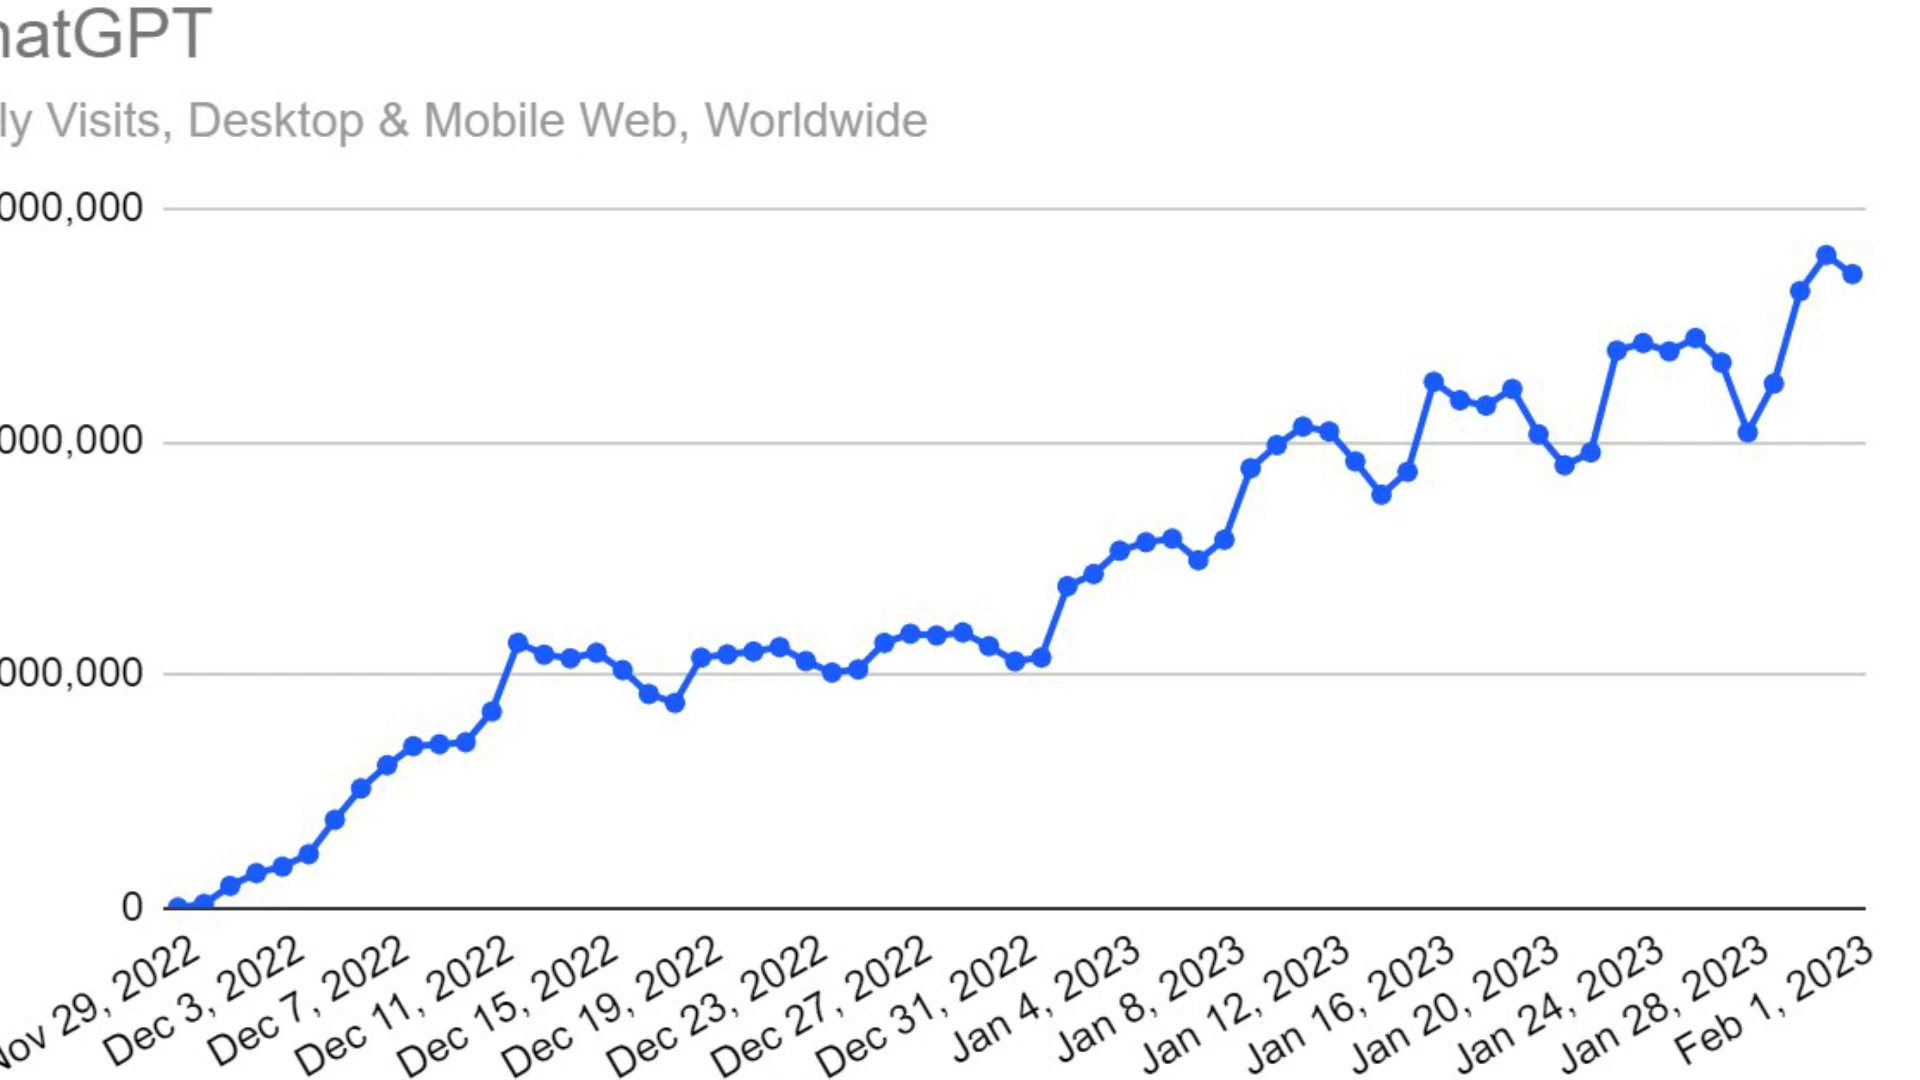 hatGPT
ly Visits, Desktop & Mobile Web, Worldwide
000,000
000,000
000,000
0
Nov 29, 2022
Dec 3, 2022
Dec 7, 2022
Dec 11, 2022
Dec 15, 2022
Dec 19, 2022
Dec 23, 2022
Dec 27, 2022
Dec 31, 2022
Jan 4, 2023
Jan 8, 2023
Jan 12, 2023
Jan 16, 2023
Jan 20, 2023
Jan 24, 2023
Jan 28, 2023
Feb 1, 2023